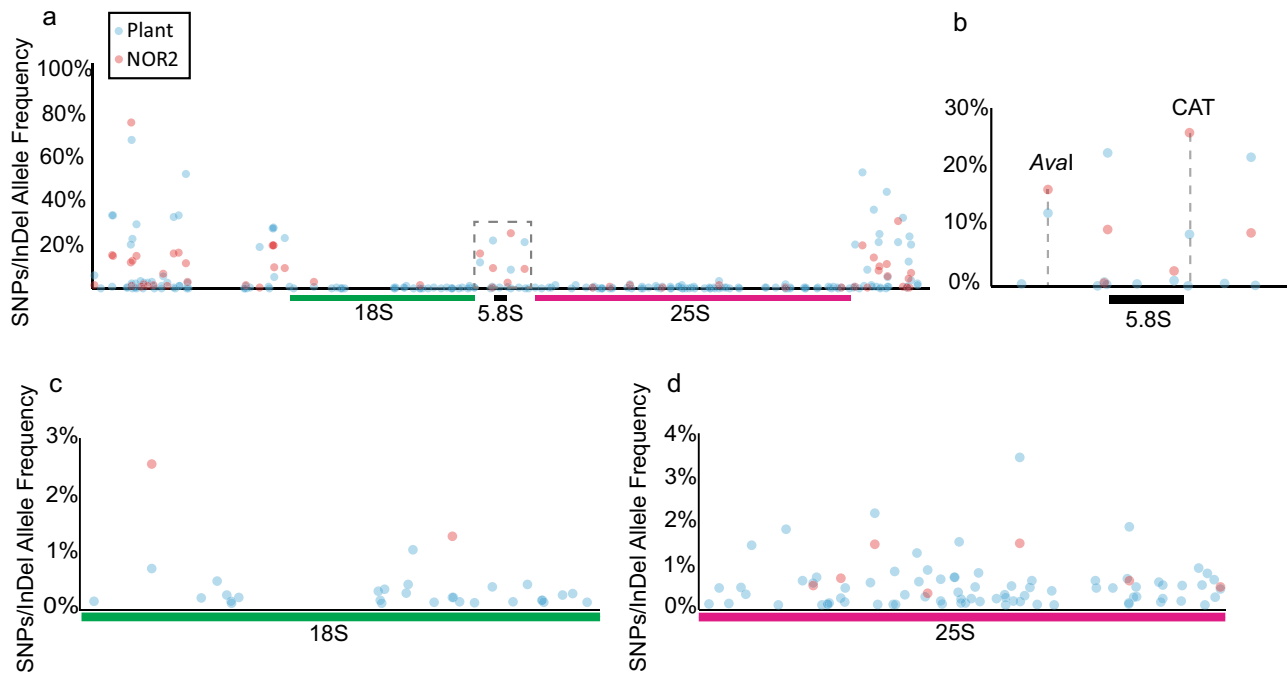 a
Plant
NOR2
SNPs/InDel Allele Frequency
100%
80%
60%
40%
20%
18S
5.8S
25S
b
30%
20%
10%
0%
AvaI
CAT
5.8S
c
SNPs/InDel Allele Frequency
3%
2%
1%
0%
18S
d
SNPs/InDel Allele Frequency
4%
3%
2%
1%
0%
25S